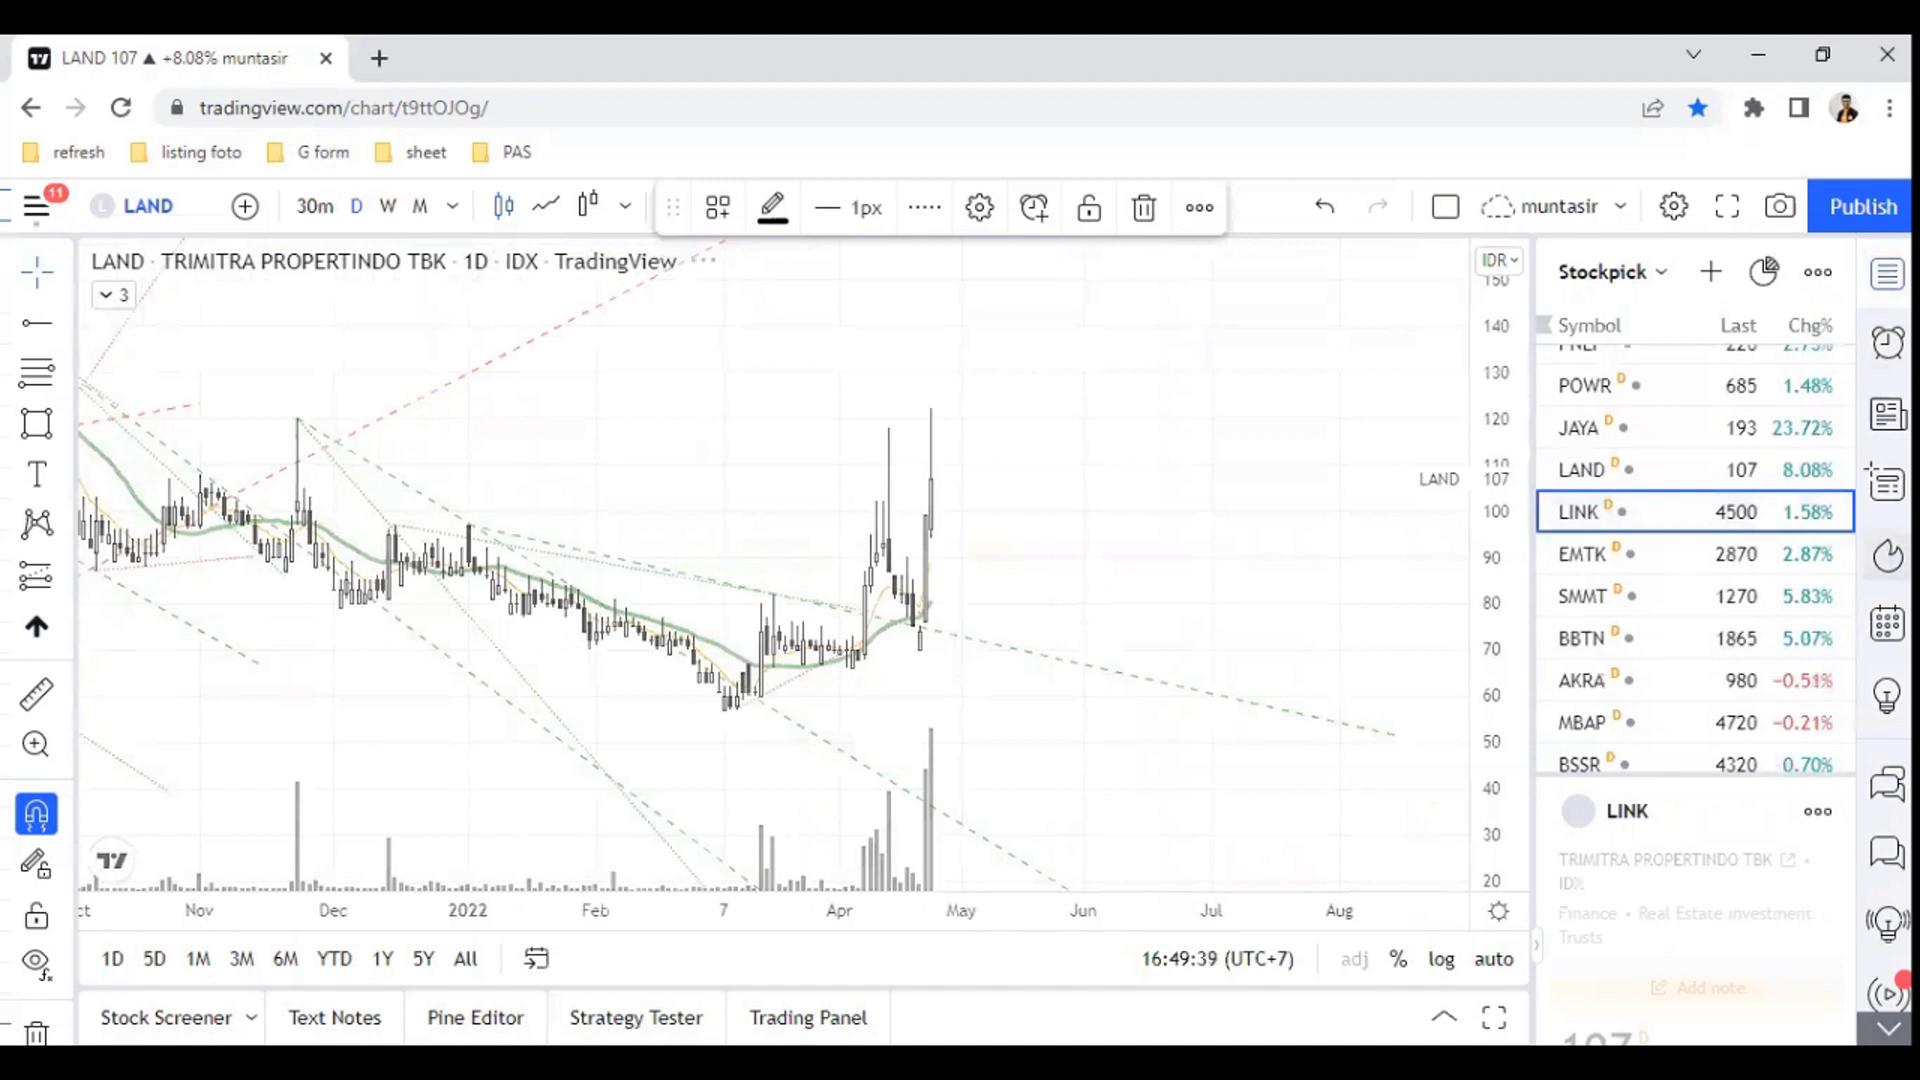 LAND 107 ▲ +8.08% muntasir
tradingview.com/chart/t9ttOJOg/
refresh listing foto G form sheet PAS
11 LAND 30m D W M 1px muntasir Publish
LAND · TRIMITRA PROPERTINDO TBK · 1D · IDX · TradingView
3
IDR
150
140
130
120
110
LAND 107
100
90
80
70
60
50
40
30
20
Nov Dec 2022 Feb 7 Apr May Jun Jul Aug
1D 5D 1M 3M 6M YTD 1Y 5Y All 16:49:39 (UTC+7) adj % log auto
Stock Screener Text Notes Pine Editor Strategy Tester Trading Panel
Stockpick
Symbol Last Chg%
POWR D 685 1.48%
JAYA D 193 23.72%
LAND D 107 8.08%
LINK D 4500 1.58%
EMTK D 2870 2.87%
SMMT D 1270 5.83%
BBTN D 1865 5.07%
AKRA D 980 −0.51%
MBAP D 4720 −0.21%
BSSR D 4320 0.70%
LINK
TRIMITRA PROPERTINDO TBK ·
IDX
Finance • Real Estate Investment
Trusts
Add note